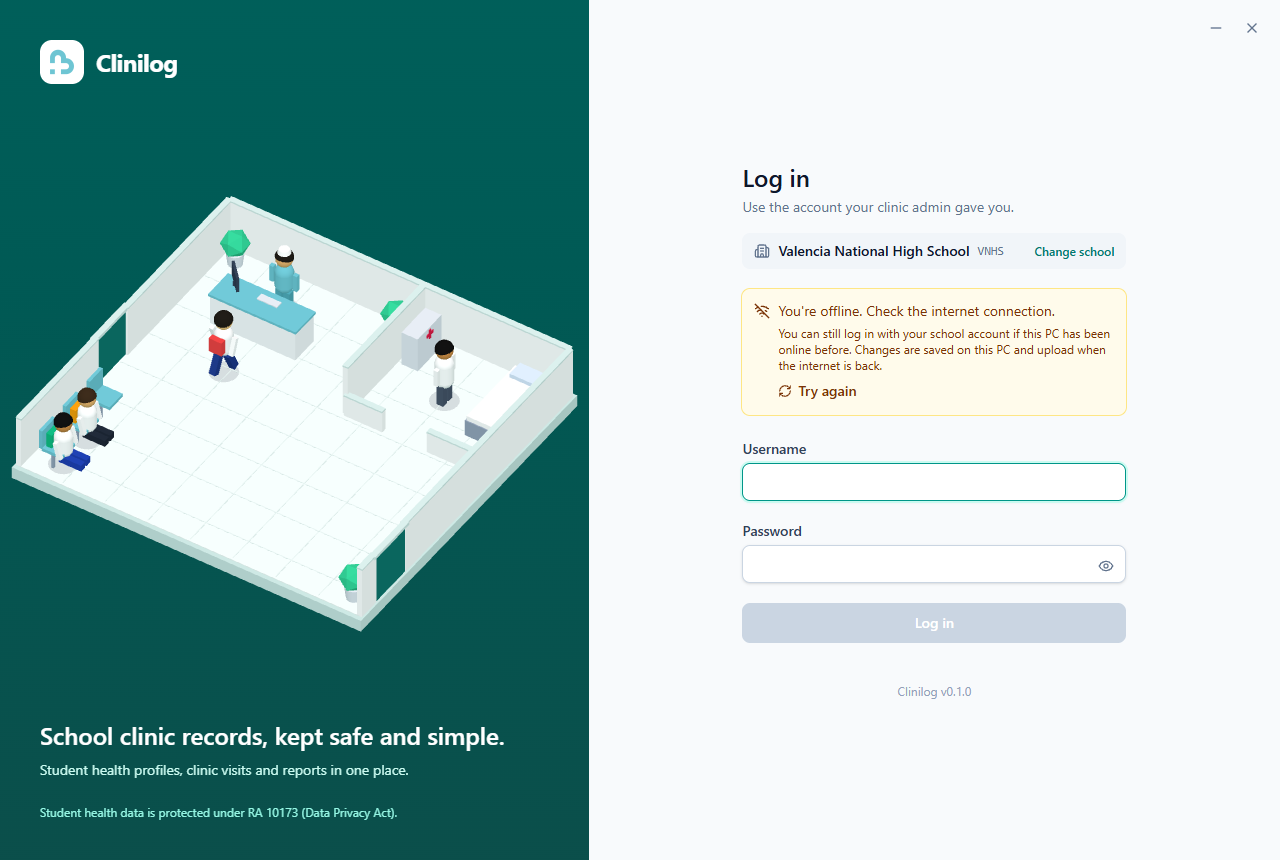 Clinilog
School clinic records, kept safe and simple.
Student health profiles, clinic visits and reports in one place.
Student health data is protected under RA 10173 (Data Privacy Act).
Log in
Use the account your clinic admin gave you.
Valencia National High School VNHS Change school
You're offline. Check the internet connection.
You can still log in with your school account if this PC has been
online before. Changes are saved on this PC and upload when
the internet is back.
Try again
Username
Password
Log in
Clinilog v0.1.0